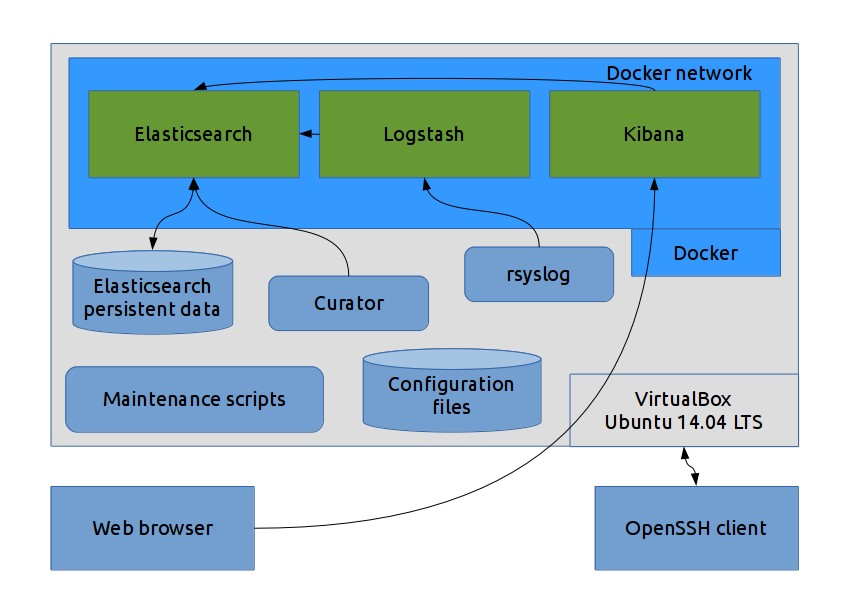 Docker network
Elasticsearch
Logstash
Kibana
Docker
Elasticsearch
persistent data
Curator
rsyslog
Maintenance scripts
Configuration
files
VirtualBox
Ubuntu 14.04 LTS
Web browser
OpenSSH client